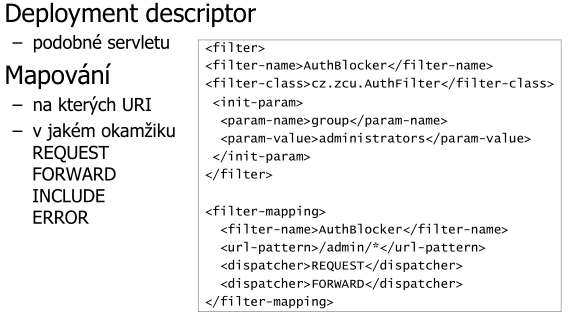 Deployment descriptor
– podobné servletu
Mapování
– na kterých URI
– v jakém okamžiku
REQUEST
FORWARD
INCLUDE
ERROR
<filter>
<filter-name>AuthBlocker</filter-name>
<filter-class>cz.zcu.AuthFilter</filter-class>
<init-param>
<param-name>group</param-name>
<param-value>administrators</param-value>
</init-param>
</filter>
<filter-mapping>
<filter-name>AuthBlocker</filter-name>
<url-pattern>/admin/*</url-pattern>
<dispatcher>REQUEST</dispatcher>
<dispatcher>FORWARD</dispatcher>
</filter-mapping>